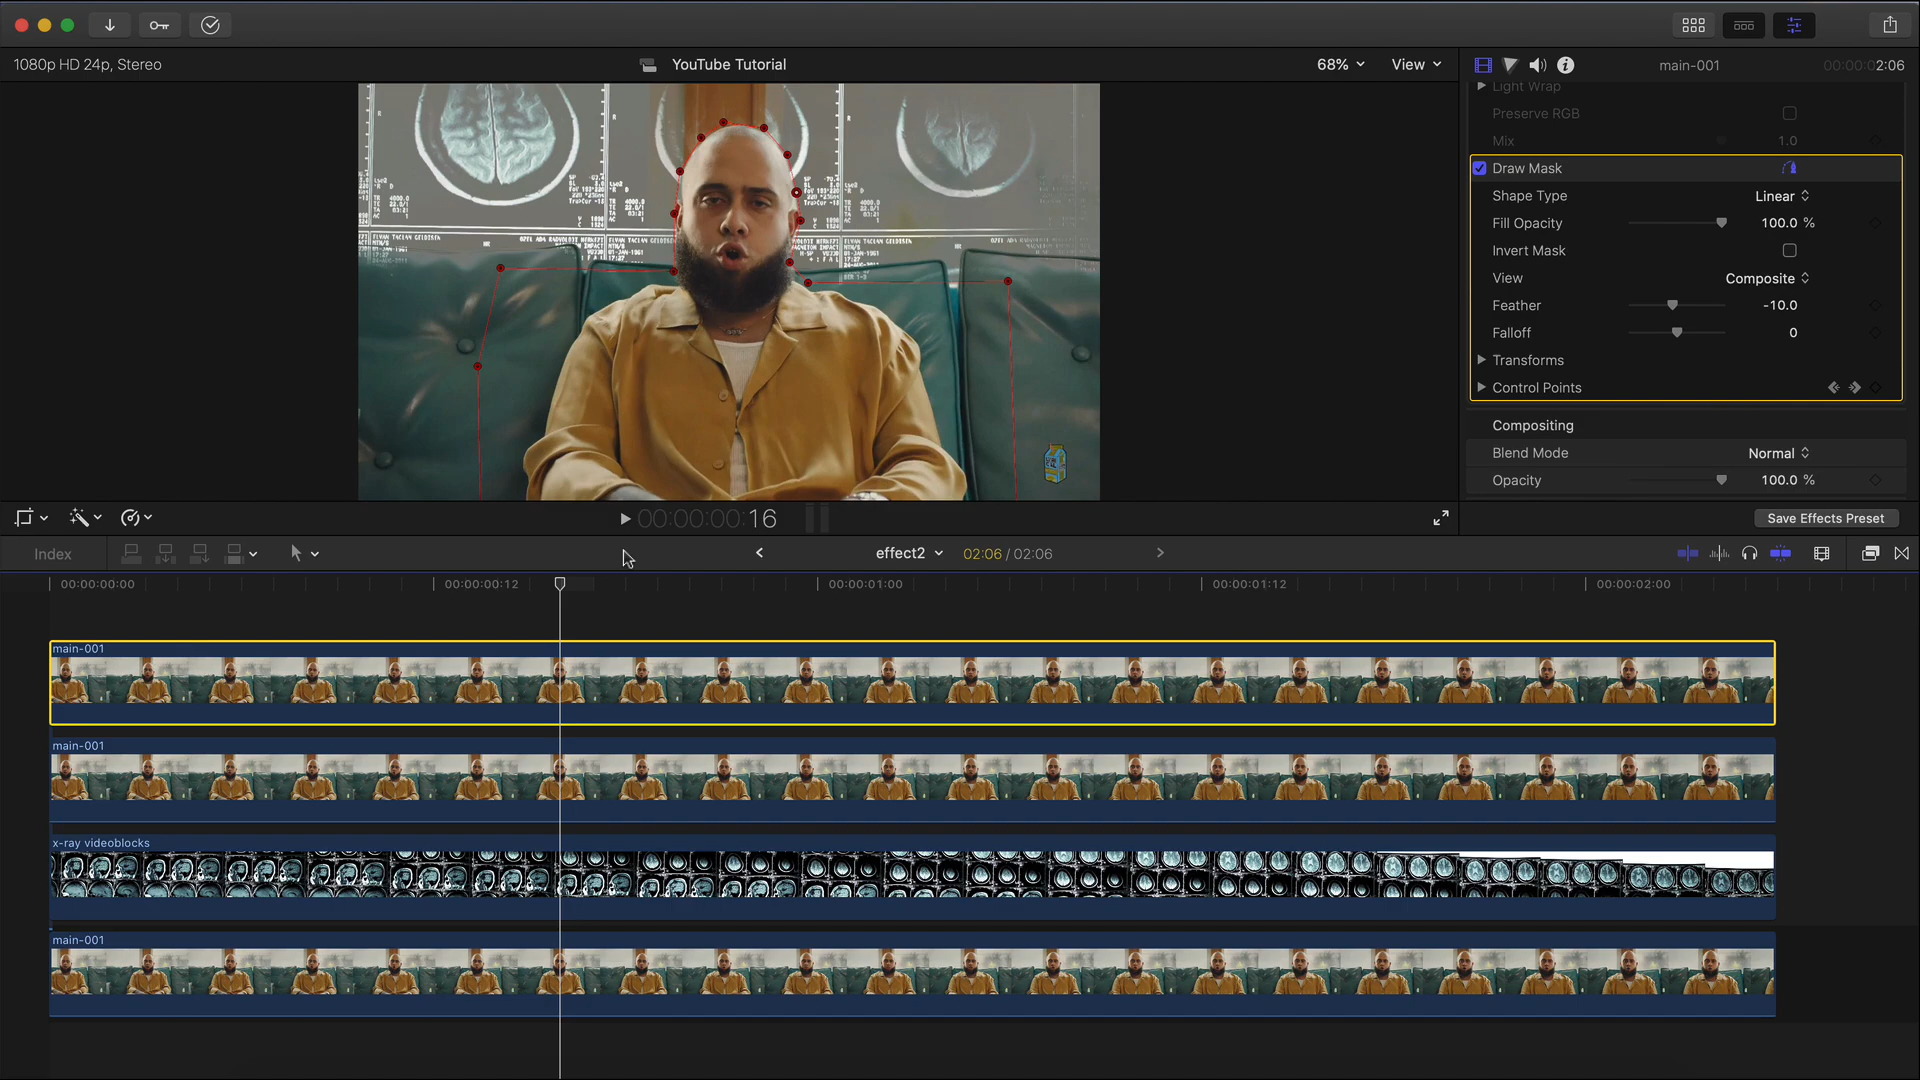 1080p HD 24p, Stereo
YouTube Tutorial
68%
View
main-001
00:00:02:06
Light Wrap
Preserve RGB
Mix
1.0
Draw Mask
Shape Type
Linear
Fill Opacity
100.0 %
Invert Mask
View
Composite
Feather
-10.0
Falloff
0
Transforms
Control Points
Compositing
Blend Mode
Normal
Opacity
100.0 %
00:00:00:16
Save Effects Preset
Index
effect2
02:06 / 02:06
00:00:00:00
00:00:00:12
00:00:01:00
00:00:01:12
00:00:02:00
main-001
main-001
x-ray videoblocks
main-001